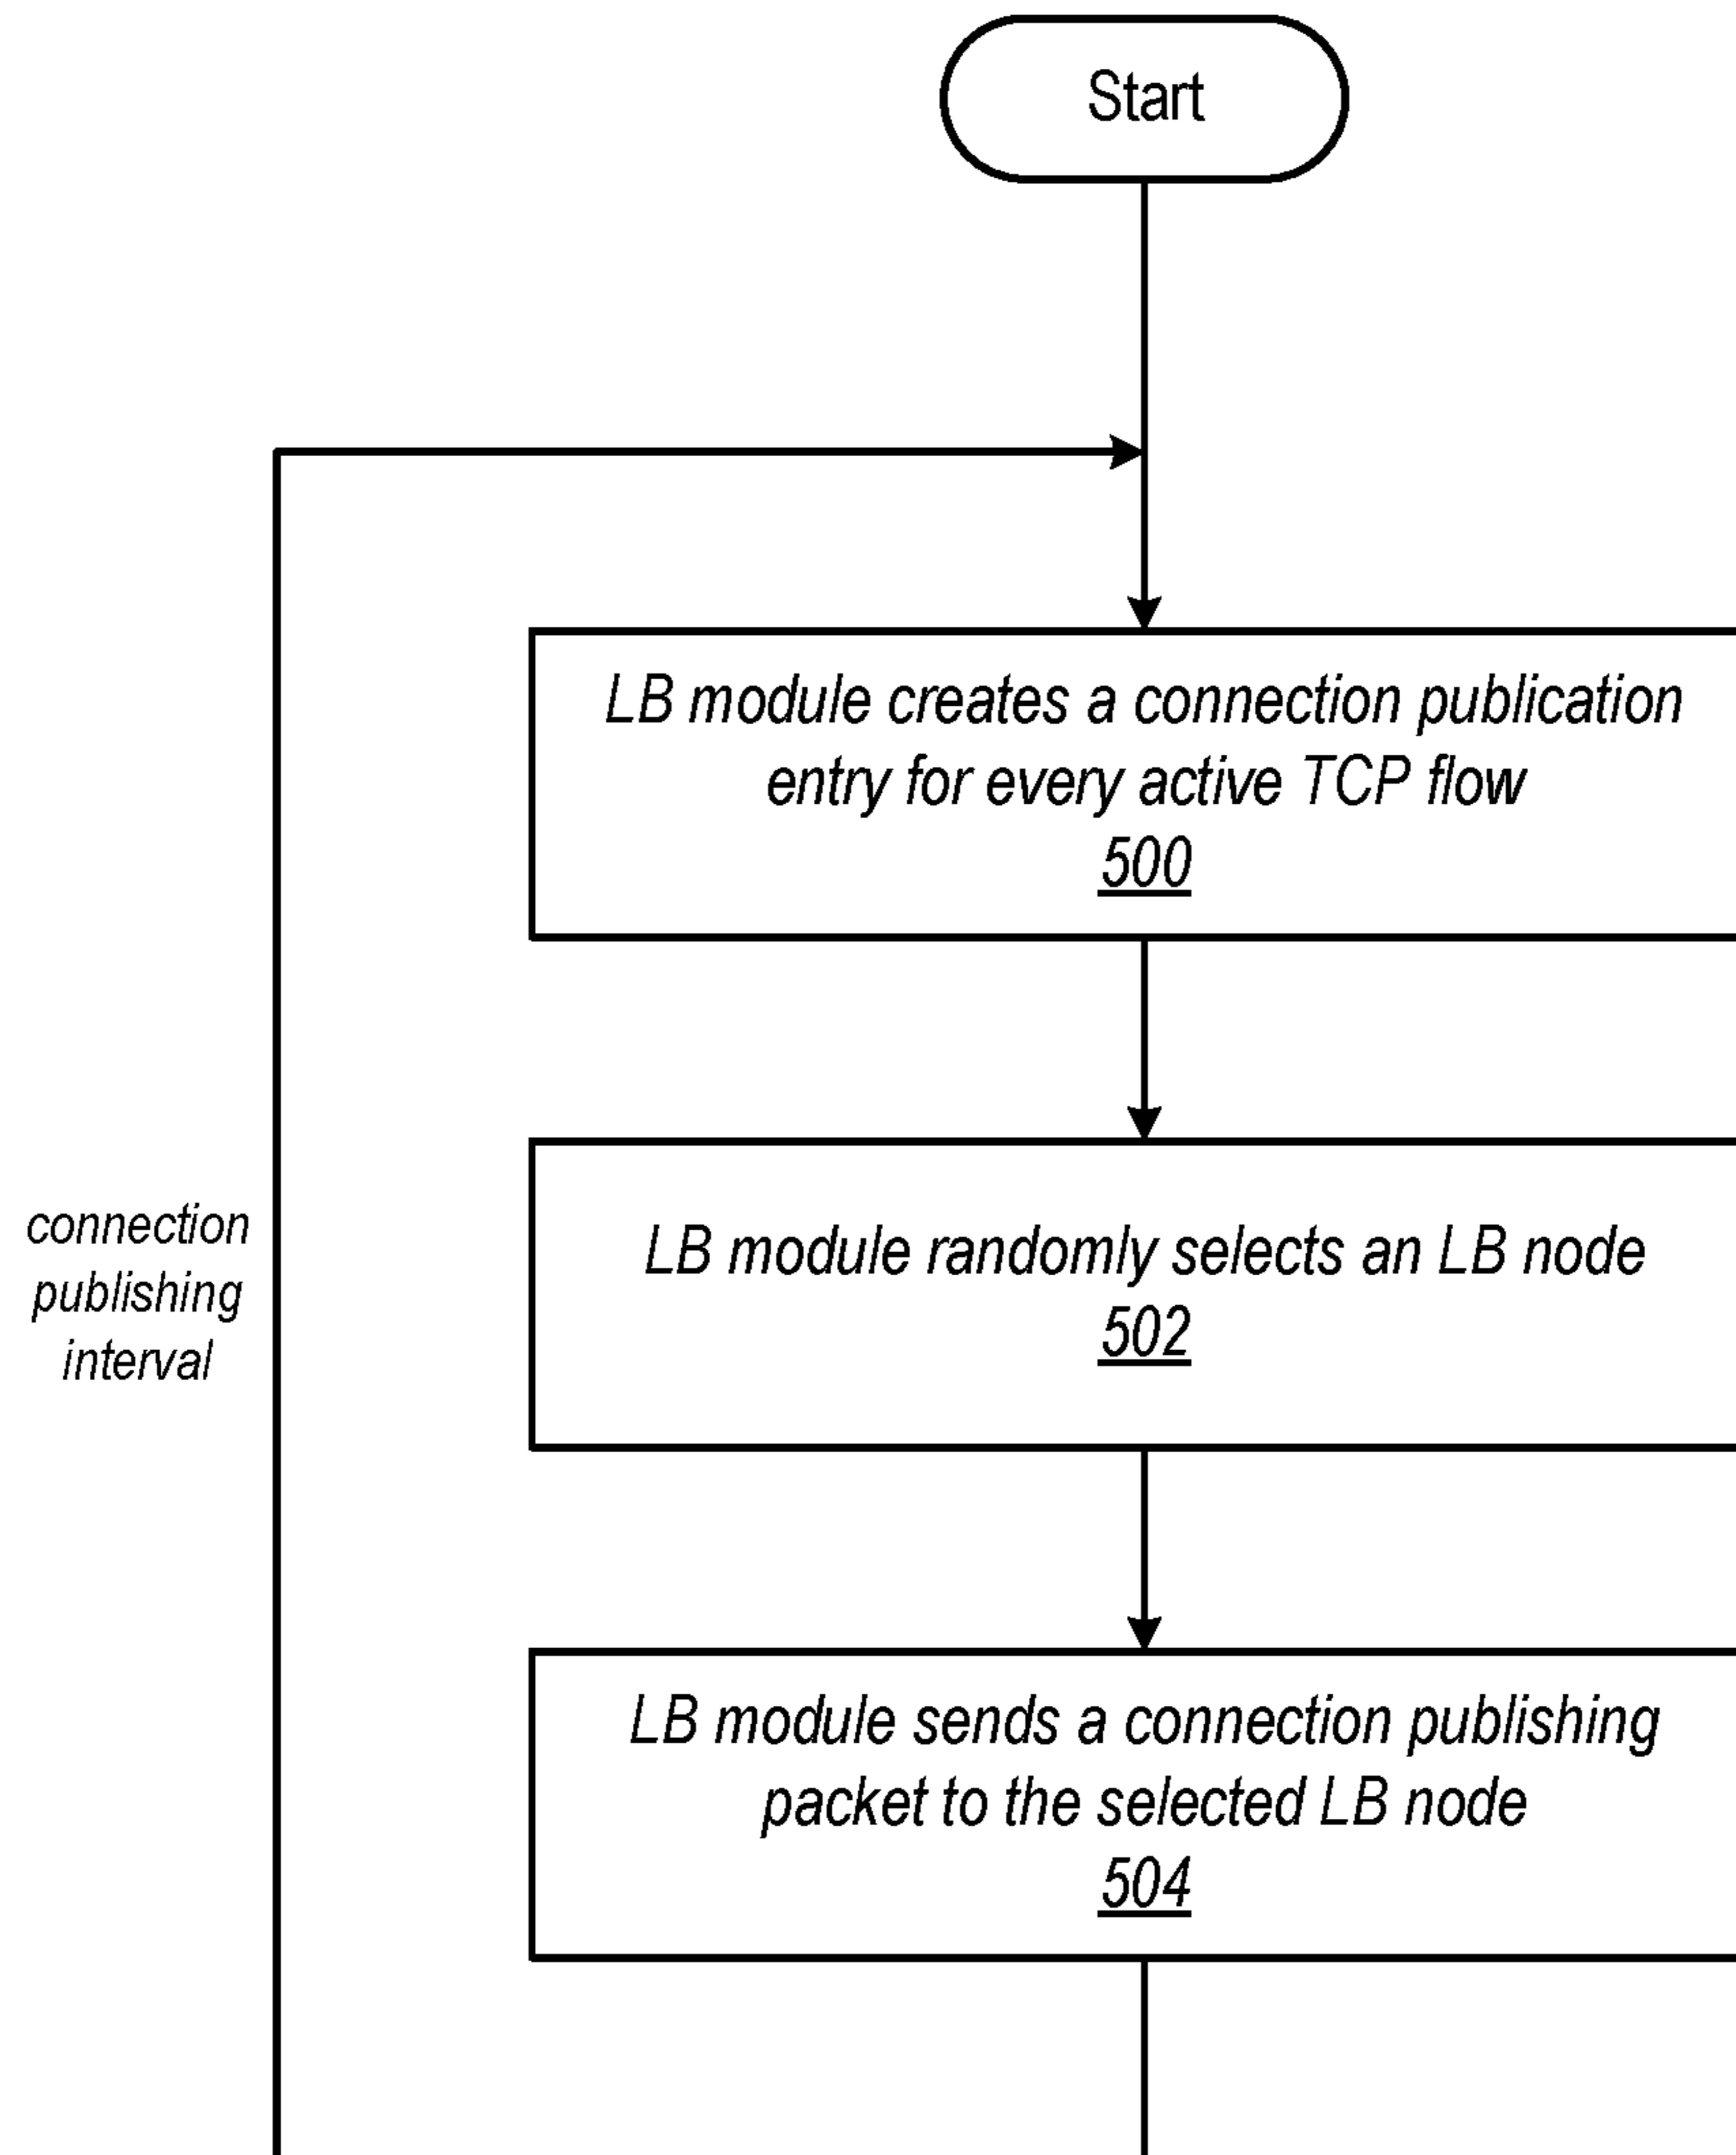 Start
LB module creates a connection publication
entry for every active TCP flow
500
connection
publishing
interval
LB module randomly selects an LB node
502
LB module sends a connection publishing
packet to the selected LB node
504